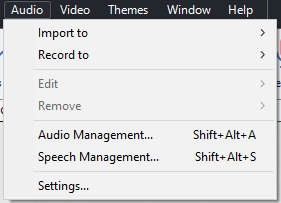 Audio Video Themes Window Help
Import to
Record to
Edit
Remove
Audio Management... Shift+Alt+A
Speech Management... Shift+Alt+S
Settings...